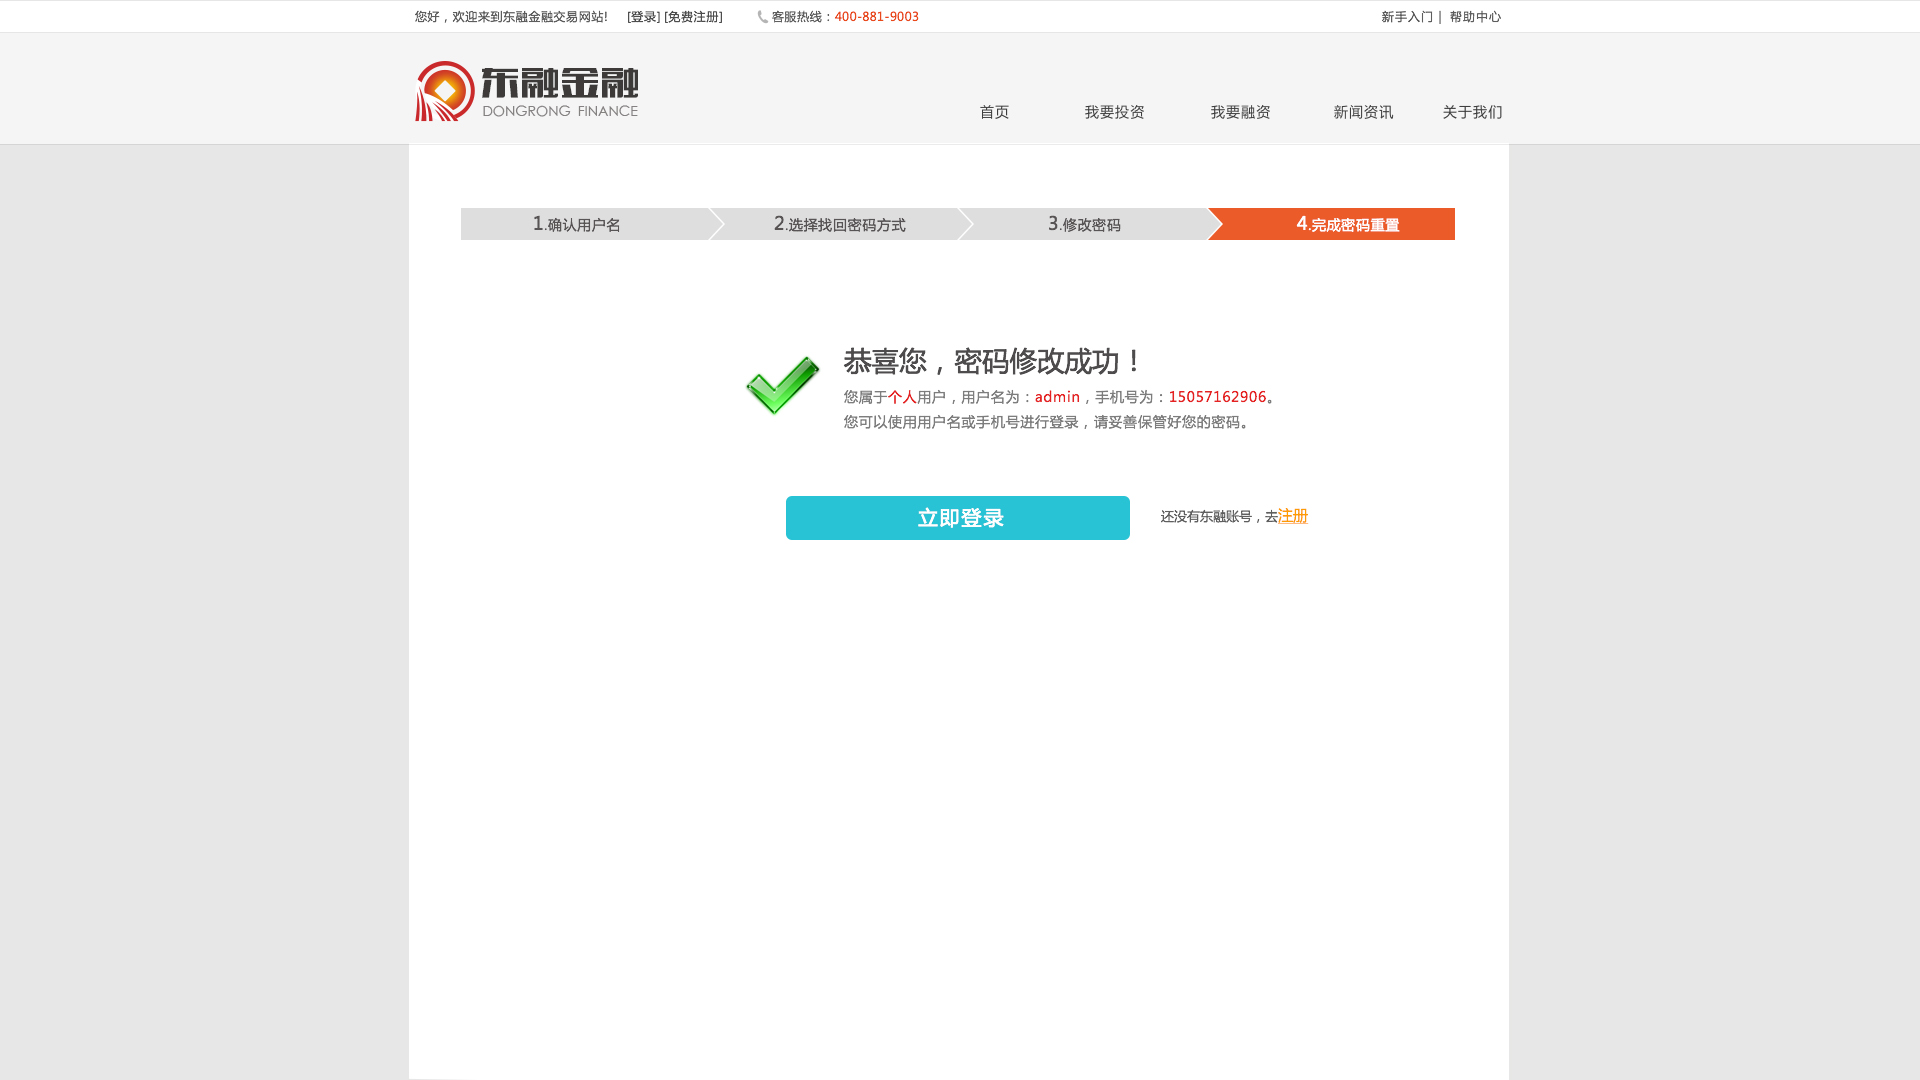 您好，欢迎来到东融金融交易网站! [登录] [免费注册] 客服热线：400-881-9003 新手入门 | 帮助中心
东融金融
DONGRONG FINANCE
首页 我要投资 我要融资 新闻资讯 关于我们
1.确认用户名 2.选择找回密码方式 3.修改密码 4.完成密码重置
恭喜您，密码修改成功！
您属于个人用户，用户名为：admin，手机号为：15057162906。
您可以使用用户名或手机号进行登录，请妥善保管好您的密码。
立即登录 还没有东融账号，去注册